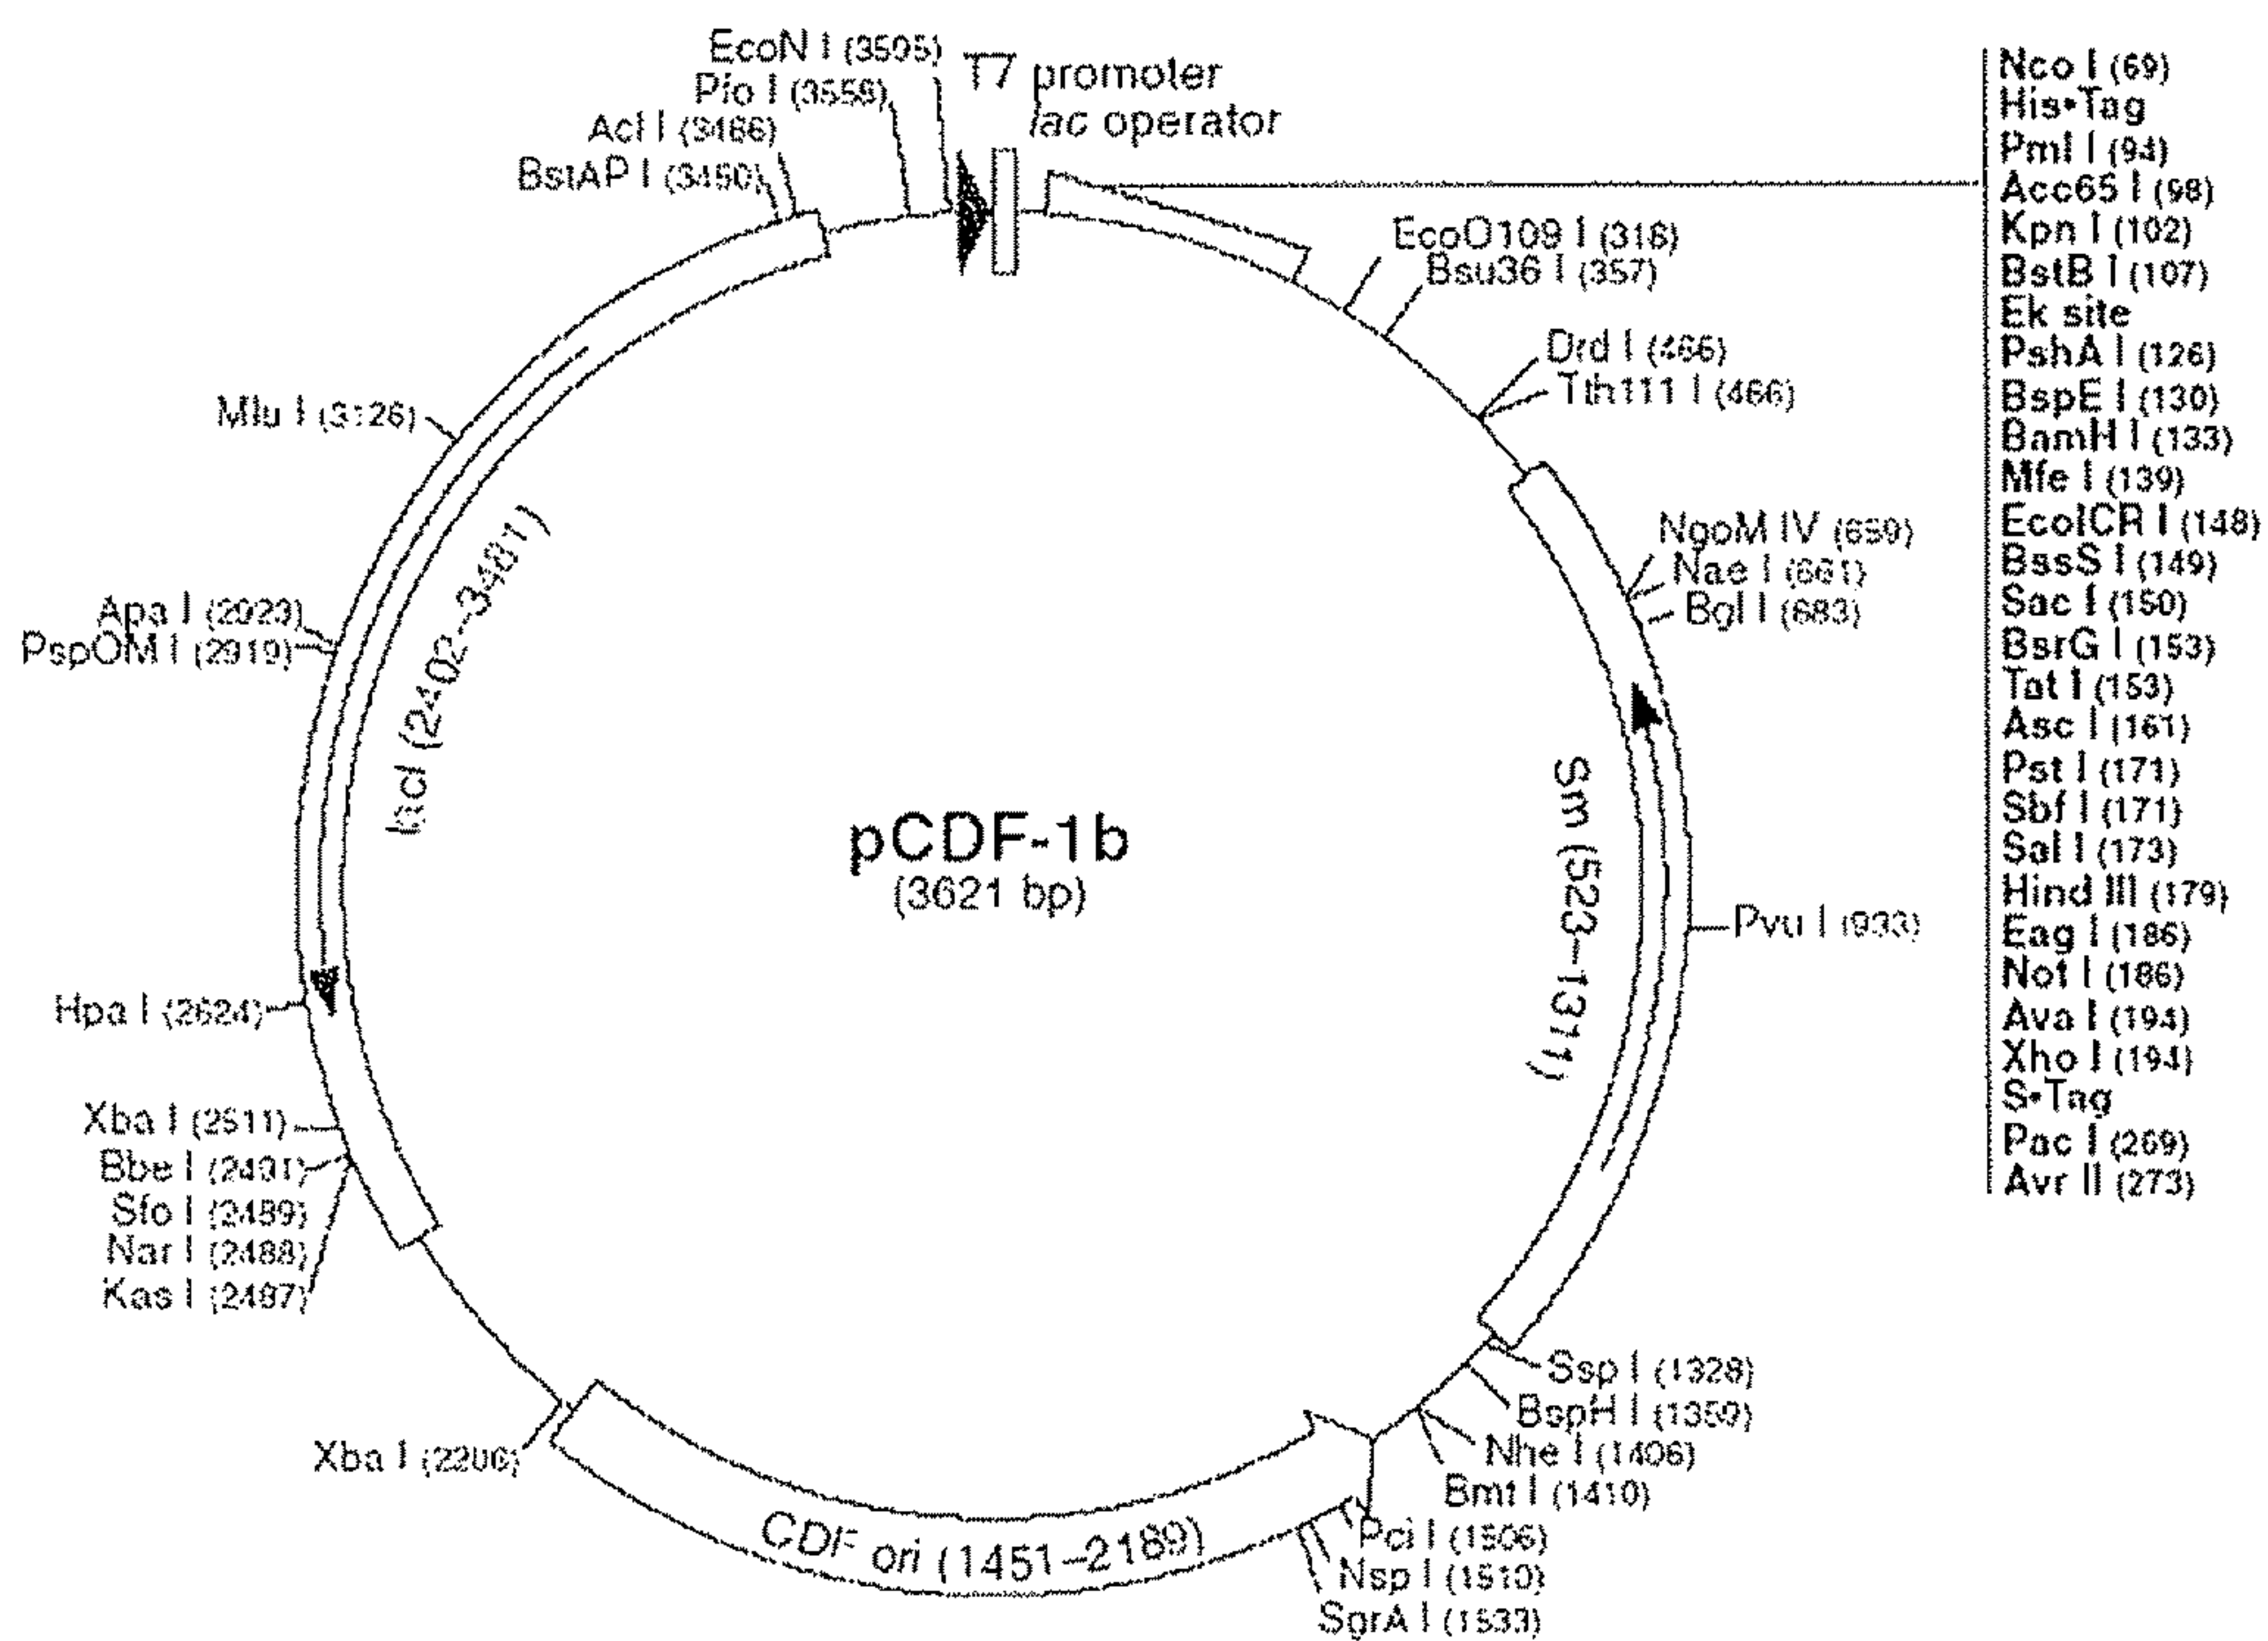 EcoN I (3595)
Pfo I (3556)
Acl I (3486)
BstAP I (3480)
T7 promoter
lac operator
EcoO109 I (316)
Bsu36 I (357)
Drd I (466)
Tth111 I (466)
NgoM IV (659)
Nae I (661)
Bgl I (683)
Pvu I (933)
Ssp I (1328)
BspH I (1359)
Nhe I (1406)
Bmt I (1410)
Pci I (1506)
Nsp I (1510)
SgrA I (1533)
Xba I
Kas I (2487)
Nar I (2488)
Sfo I (2489)
Bbe I (2491)
Xba I (2511)
Hpa I (2624)
PspOM I (2919)
Apa I (2923)
Mlu I (3126)
lacI (2402–3481)
Sm (523–1311)
CDF ori (1451–2189)
pCDF-1b
(3621 bp)
Nco I (69)
His•Tag
Pml I (94)
Acc65 I (98)
Kpn I (102)
BstB I (107)
Ek site
PshA I (126)
BspE I (130)
BamH I (133)
Mfe I (139)
EcoICR I (148)
BssS I (149)
Sac I (150)
BsrG I (153)
Tat I (153)
Asc I (161)
Pst I (171)
Sbf I (171)
Sal I (173)
Hind III (179)
Eag I (186)
Not I (186)
Ava I (194)
Xho I (194)
S•Tag
Pac I (269)
Avr II (273)